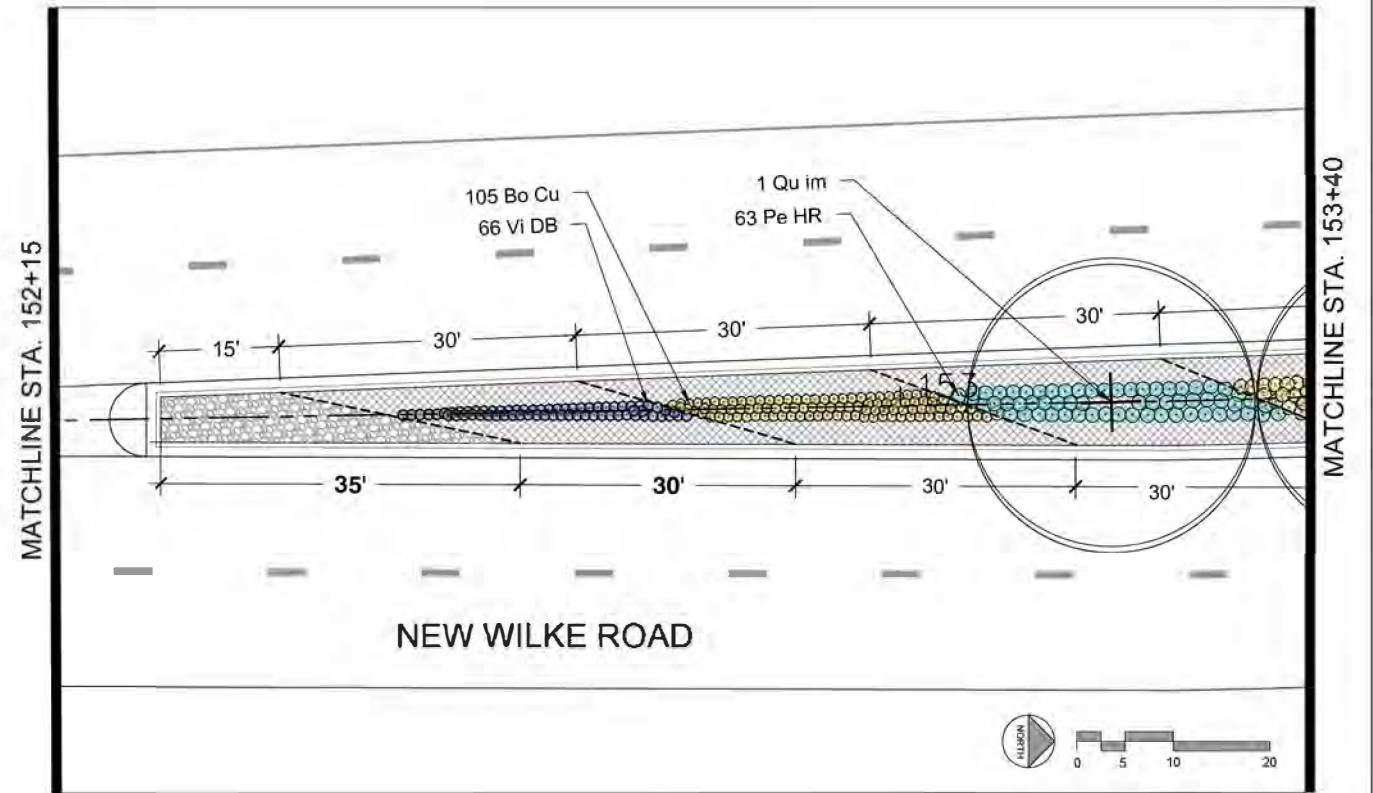 MATCHLINE STA. 152+15
105 Bo Cu
66 Vi DB
1 Qu im
63 Pe HR
MATCHLINE STA. 153+40
15'
30'
30'
30'
153
35'
30'
30'
30'
NEW WILKE ROAD
NORTH
0 5 10 20